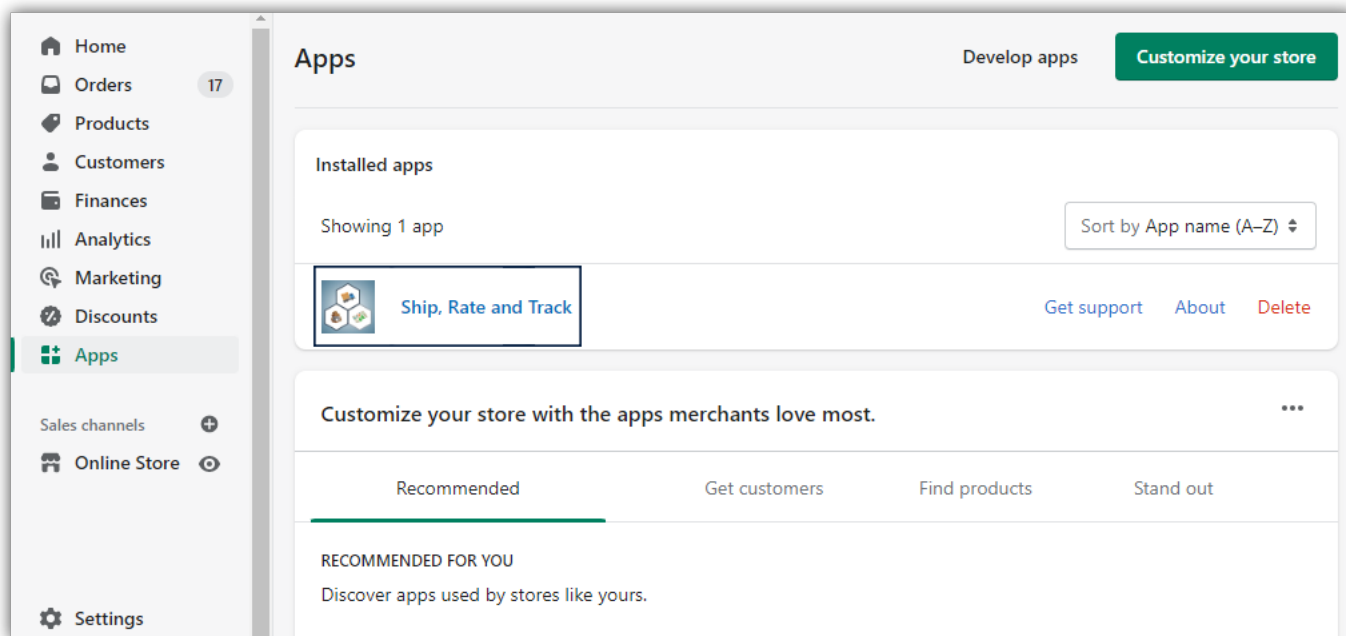 Home
Orders 17
Products
Customers
Finances
Analytics
Marketing
Discounts
Apps
Sales channels
Online Store
Settings
Apps
Develop apps
Customize your store
Installed apps
Showing 1 app
Sort by App name (A–Z)
Ship, Rate and Track
Get support About Delete
Customize your store with the apps merchants love most.
Recommended Get customers Find products Stand out
RECOMMENDED FOR YOU
Discover apps used by stores like yours.